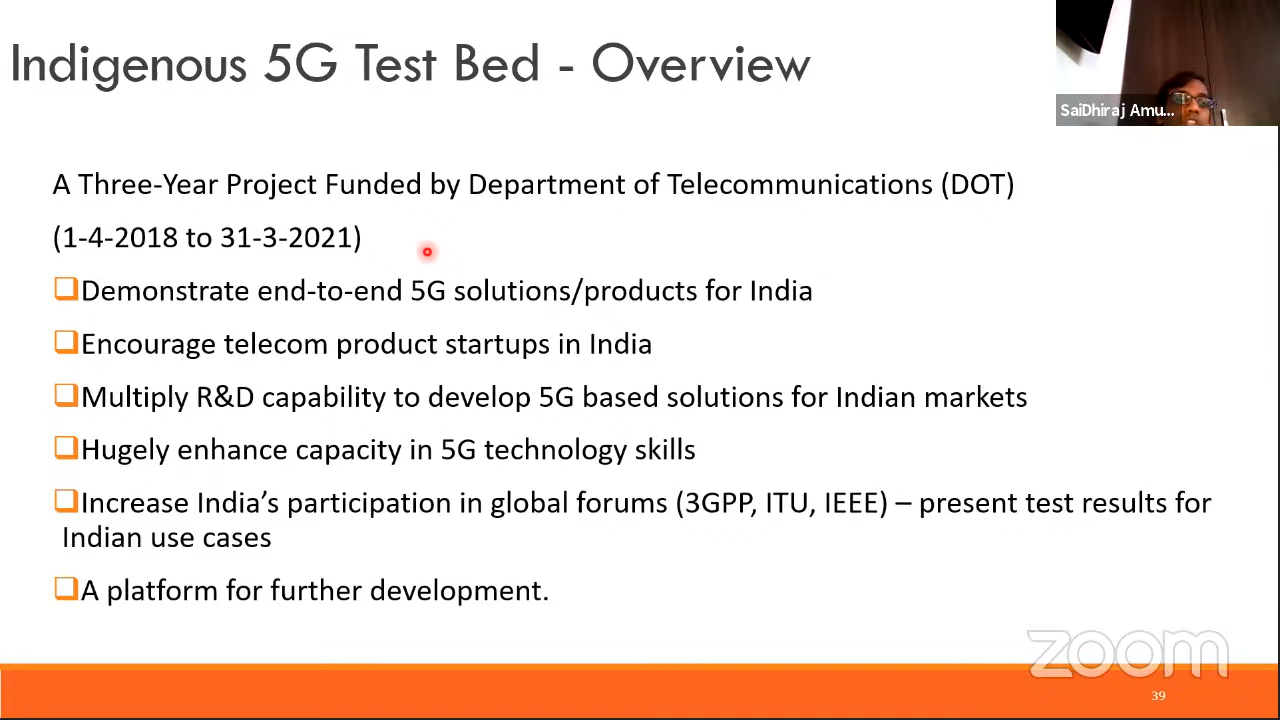 Indigenous 5G Test Bed - Overview
SaiDhiraj Amu...
A Three-Year Project Funded by Department of Telecommunications (DOT)
(1-4-2018 to 31-3-2021)
Demonstrate end-to-end 5G solutions/products for India
Encourage telecom product startups in India
Multiply R&D capability to develop 5G based solutions for Indian markets
Hugely enhance capacity in 5G technology skills
Increase India’s participation in global forums (3GPP, ITU, IEEE) – present test results for
Indian use cases
A platform for further development.
zoom
39